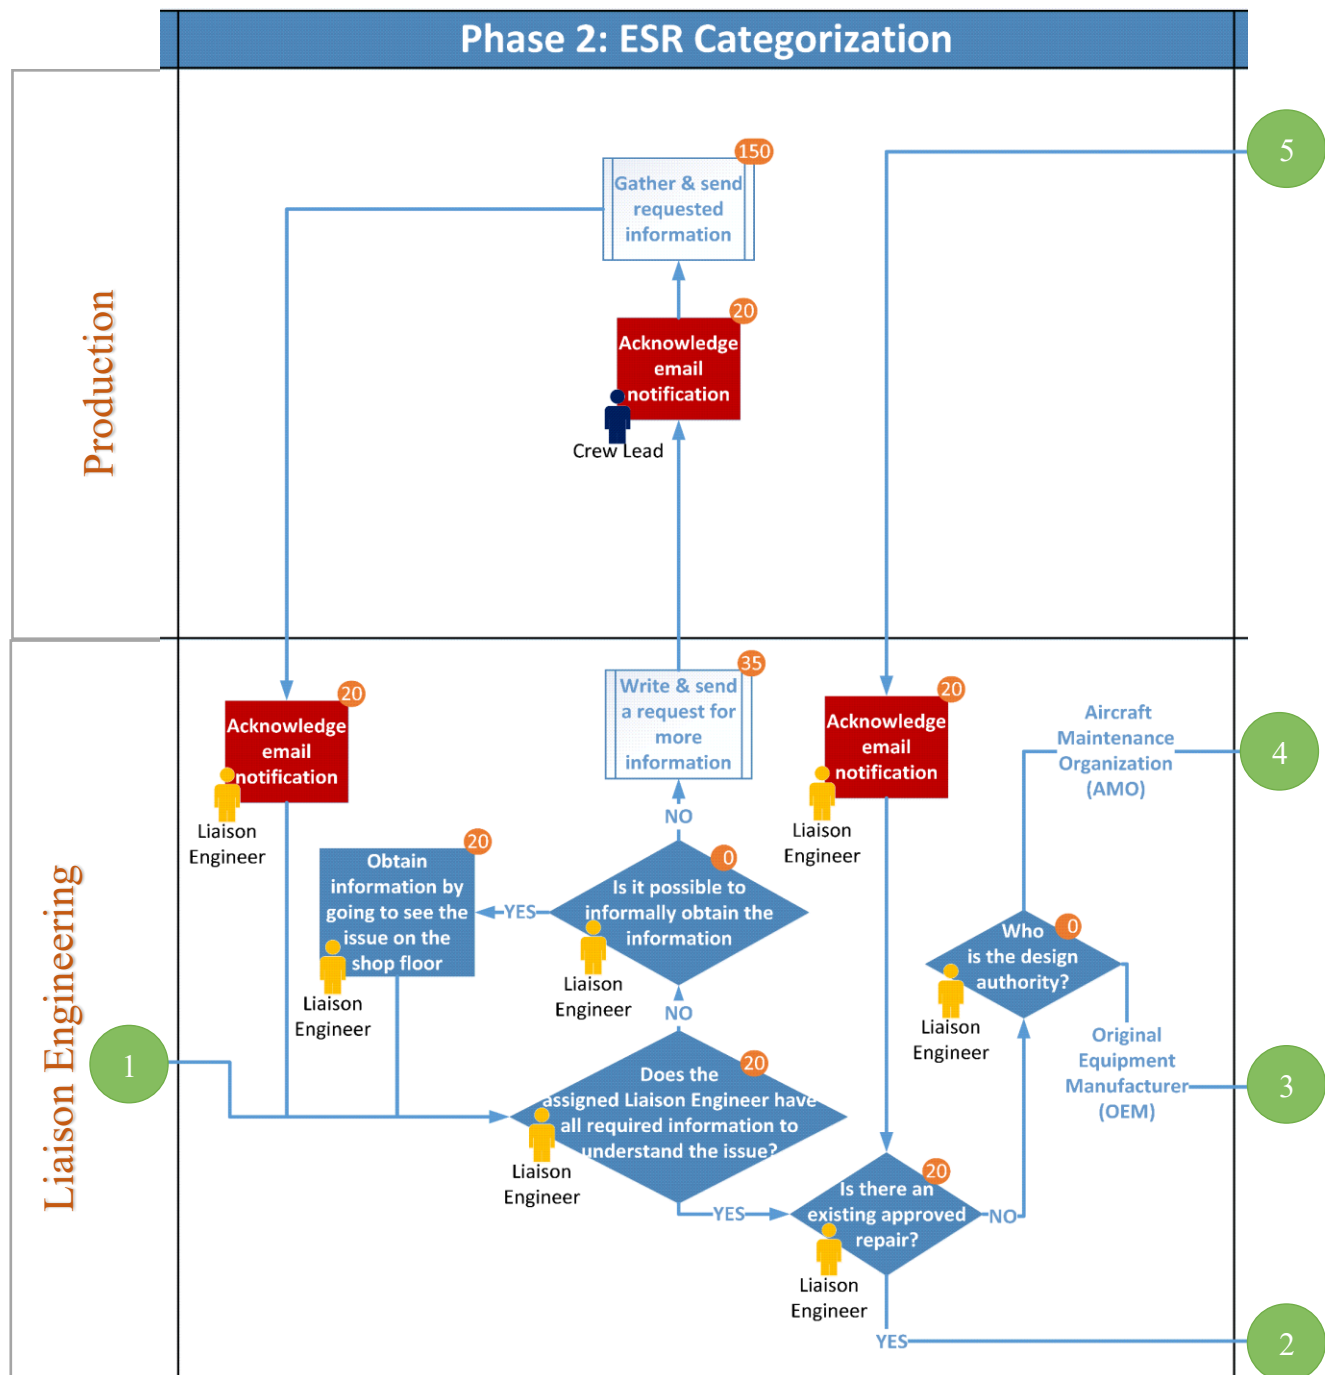 Phase 2: ESR Categorization
Production
5
150
Gather & send
requested
information
20
Acknowledge
email
notification
Crew Lead
Liaison Engineering
20
Acknowledge
email
notification
Liaison
Engineer
35
Write & send
a request for
more
information
NO
20
Acknowledge
email
notification
Liaison
Engineer
Aircraft
Maintenance
Organization
(AMO)
4
20
Obtain
information by
going to see the
issue on the
shop floor
Liaison
Engineer
YES
0
Is it possible to
informally obtain the
information
Liaison
Engineer
NO
0
Who
is the design
authority?
Liaison
Engineer
Original
Equipment
Manufacturer
(OEM)
3
1
20
Does the
assigned Liaison Engineer have
all required information to
understand the issue?
Liaison
Engineer
YES
20
Is there an
existing approved
repair?
Liaison
Engineer
NO
YES
2